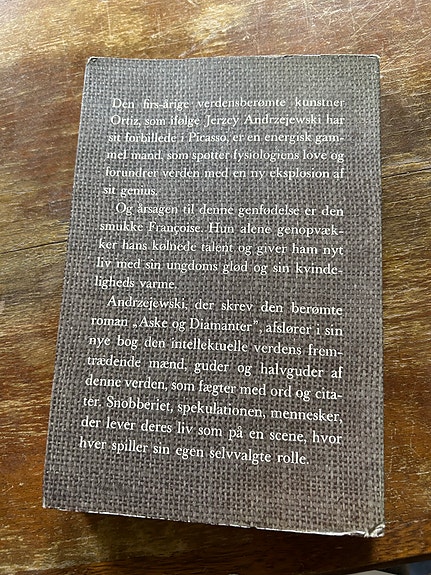 Den firs-årige verdensberømte kunstner
Ortiz, som ifølge Jerzey Andrzejewski har
sit forbillede i Picasso, er en energisk gam-
mel mand, som spotter fysiologiens love og
forundrer verden med en ny eksplosion af
sit genius.
Og årsagen til denne genfødelse er den
smukke Françoise. Hun alene genopvæk-
ker hans kølnede talent og giver ham nyt
liv med sin ungdoms glød og sin kvinde-
ligheds varme.
Andrzejewski, der skrev den berømte
roman „Aske og Diamanter”, afslører i sin
nye bog den intellektuelle verdens frem-
trædende mænd, guder og halvguder af
denne verden, som fægter med ord og cita-
ter. Snobberiet, spekulationen, mennesker,
der lever deres liv som på en scene, hvor
hver spiller sin egen selvvalgte rolle.